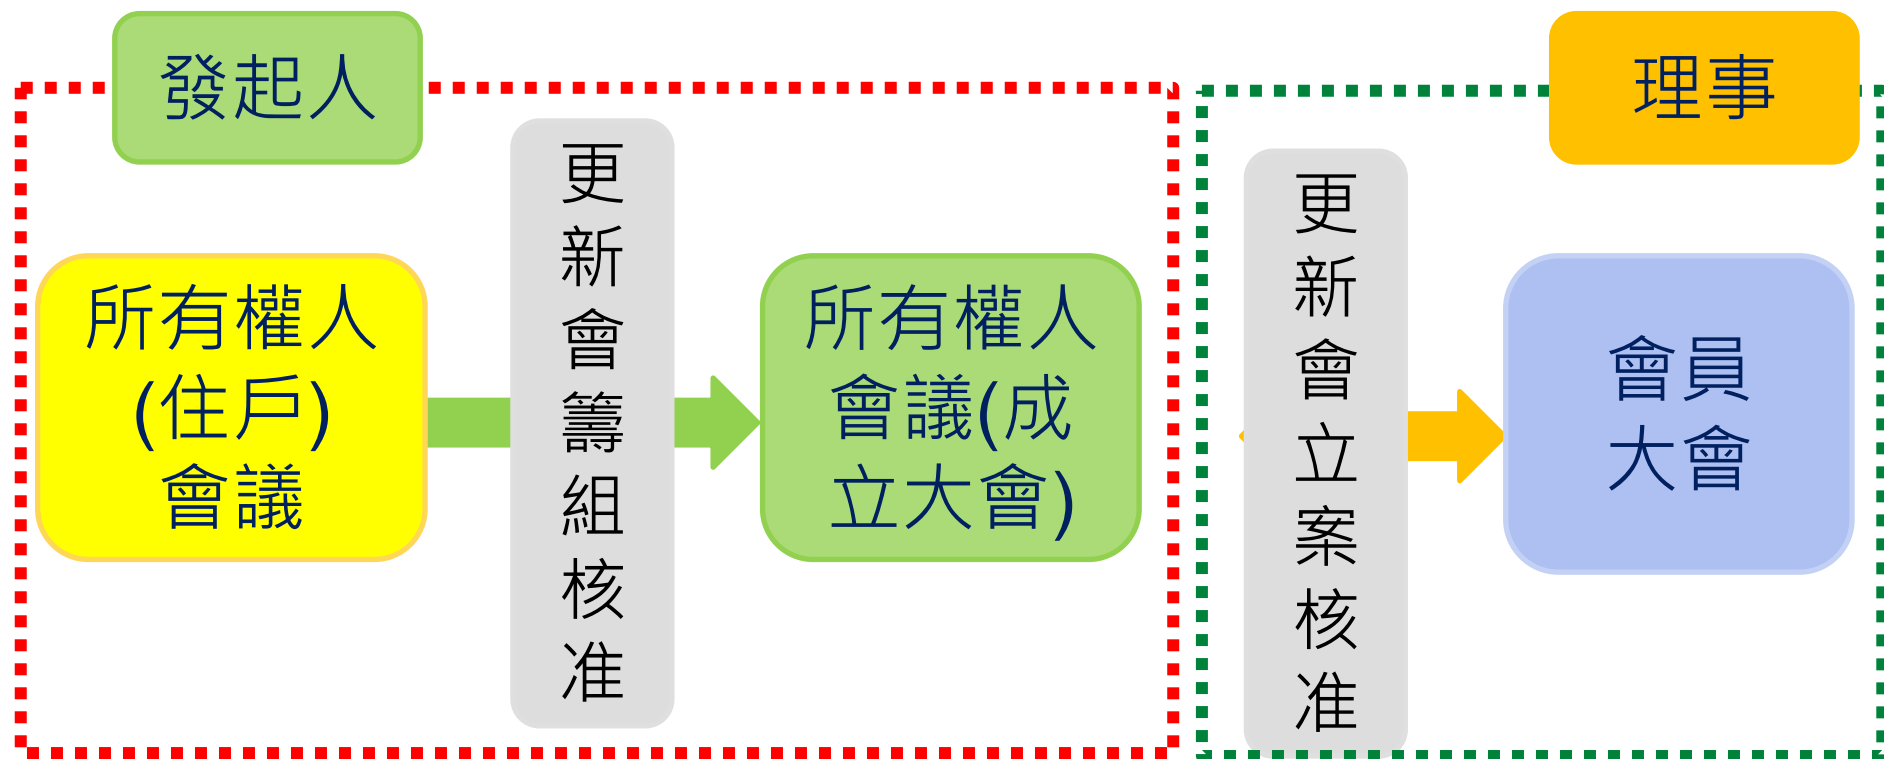 發起人
理事
所有權人
(住戶)
會議
更
新
會
籌
組
核
准
所有權人
會議(成
立大會)
更
新
會
立
案
核
准
會員
大會